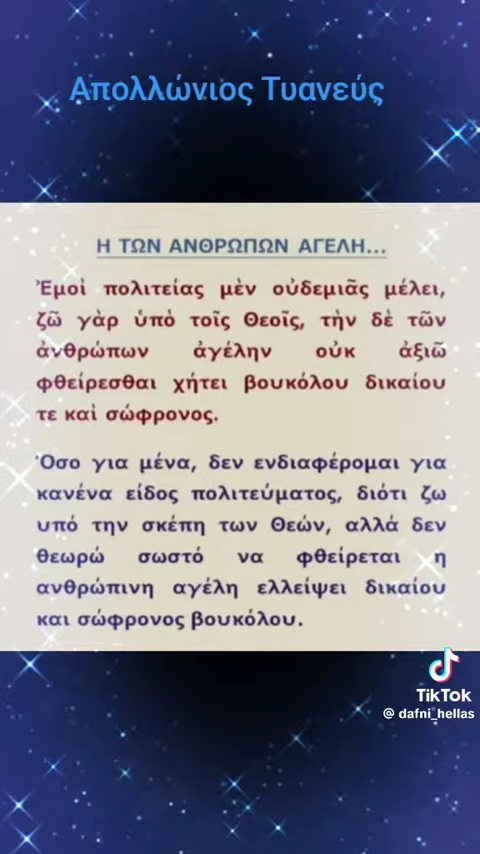 Απολλώνιος Τυανεύς
Η ΤΩΝ ΑΝΘΡΩΠΩΝ ΑΓΕΛΗ...
Ἐμοὶ πολιτείας μὲν οὐδεμιᾶς μέλει,
ζῶ γὰρ ὑπὸ τοῖς Θεοῖς, τὴν δὲ τῶν
ἀνθρώπων ἀγέλην οὐκ ἀξιῶ
φθείρεσθαι χήτει βουκόλου δικαίου
τε καὶ σώφρονος.
Όσο για μένα, δεν ενδιαφέρομαι για
κανένα είδος πολιτεύματος, διότι ζω
υπό την σκέπη των Θεών, αλλά δεν
θεωρώ σωστό να φθείρεται η
ανθρώπινη αγέλη ελλείψει δικαίου
και σώφρονος βουκόλου.
TikTok
@ dafni_hellas